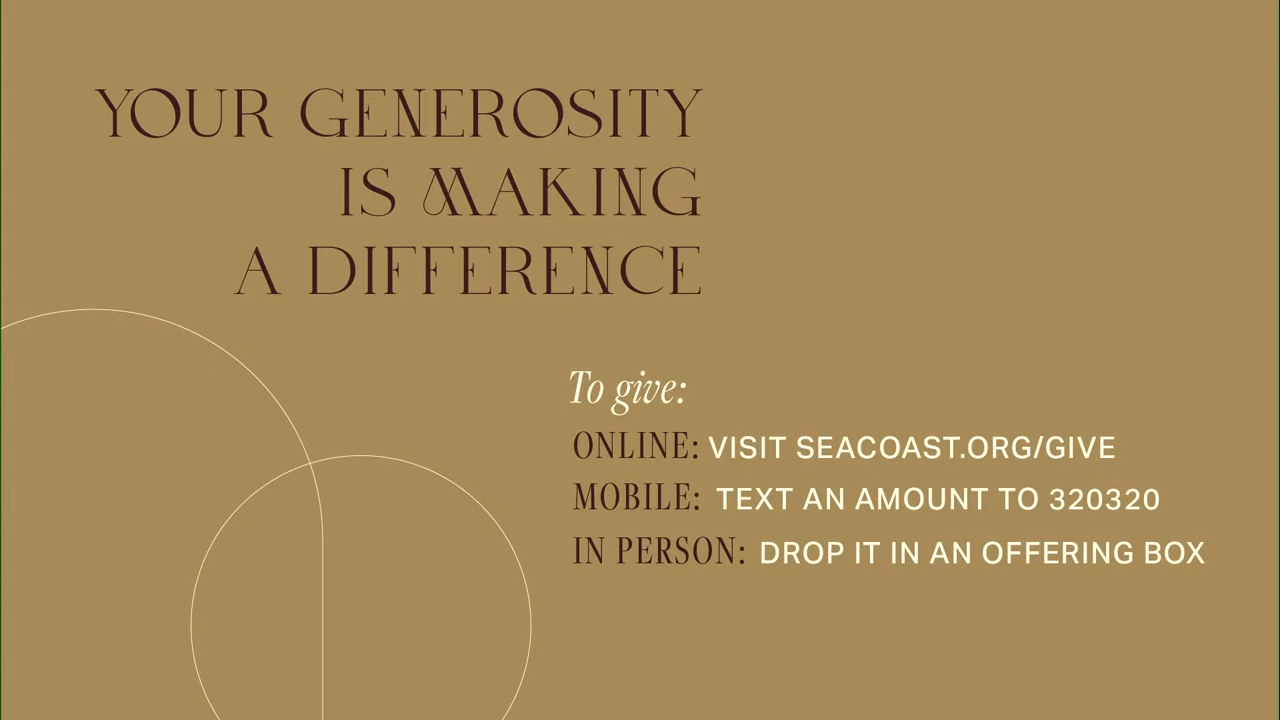 YOUR GENEROSITY
IS MAKING
A DIFFERENCE
To give:
ONLINE: VISIT SEACOAST.ORG/GIVE
MOBILE: TEXT AN AMOUNT TO 320320
IN PERSON: DROP IT IN AN OFFERING BOX